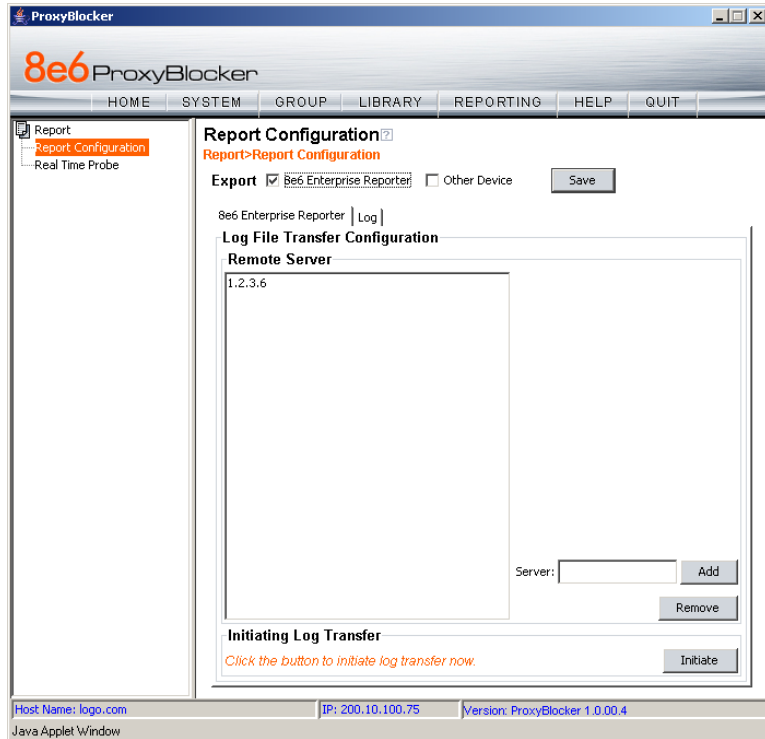 ProxyBlocker
8e6 ProxyBlocker
HOME SYSTEM GROUP LIBRARY REPORTING HELP QUIT
Report
Report Configuration
Real Time Probe
Report Configuration?
Report>Report Configuration
Export 8e6 Enterprise Reporter Other Device Save
8e6 Enterprise Reporter Log
Log File Transfer Configuration
Remote Server
1.2.3.6
Server: Add
Remove
Initiating Log Transfer
Click the button to initiate log transfer now. Initiate
Host Name: logo.com IP: 200.10.100.75 Version: ProxyBlocker 1.0.00.4
Java Applet Window